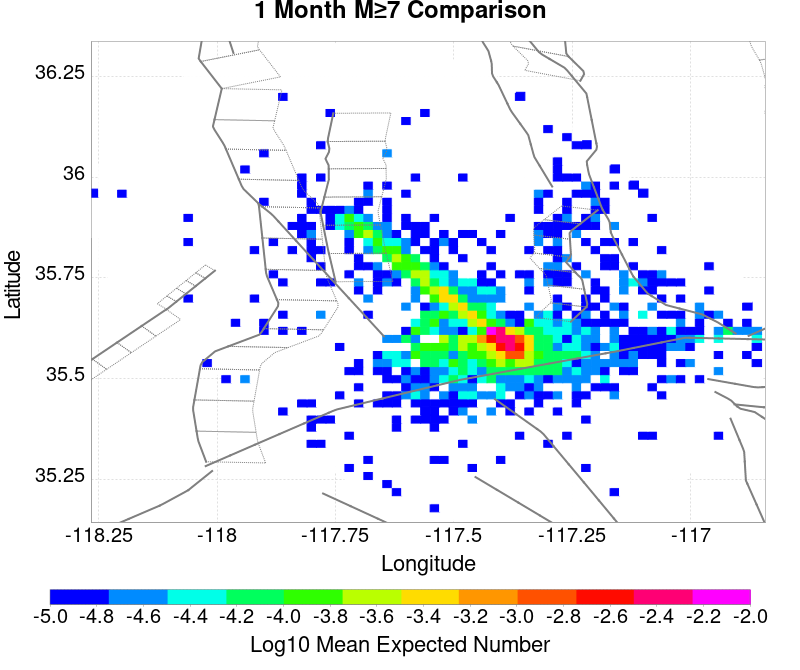 1 Month M≥7 Comparison
36.25
36
35.75
35.5
35.25
Latitude
-118.25 -118 -117.75 -117.5 -117.25 -117
Longitude
-5.0 -4.8 -4.6 -4.4 -4.2 -4.0 -3.8 -3.6 -3.4 -3.2 -3.0 -2.8 -2.6 -2.4 -2.2 -2.0
Log10 Mean Expected Number